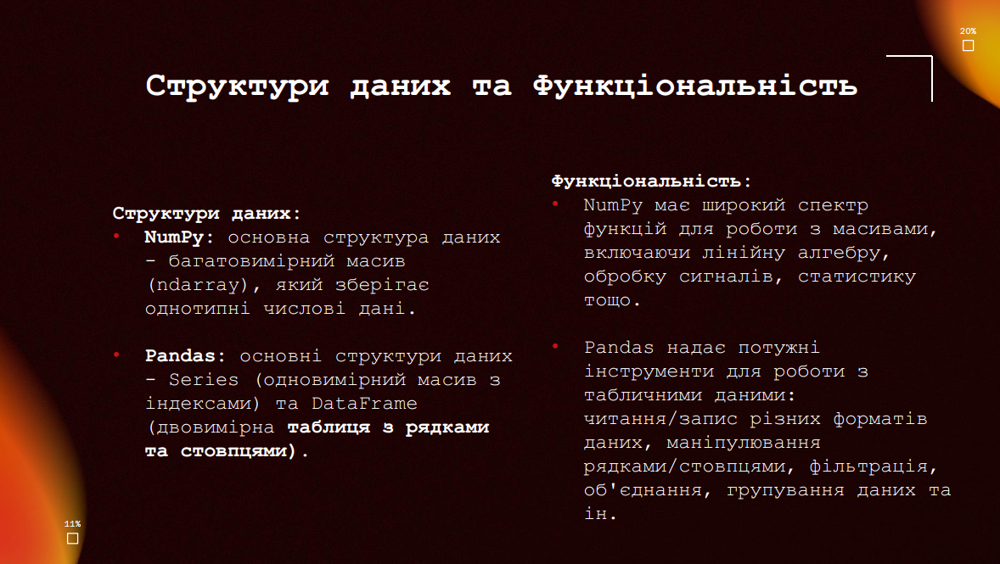 20%
Структури даних та Функціональність
Структури даних:
• NumPy: основна структура даних
– багатовимірний масив
(ndarray), який зберігає
однотипні числові дані.
• Pandas: основні структури даних
– Series (одновимірний масив з
індексами) та DataFrame
(двовимірна таблиця з рядками
та стовпцями).
Функціональність:
• NumPy має широкий спектр
функцій для роботи з масивами,
включаючи лінійну алгебру,
обробку сигналів, статистику
тощо.
• Pandas надає потужні
інструменти для роботи з
табличними даними:
читання/запис різних форматів
даних, маніпулювання
рядками/стовпцями, фільтрація,
об'єднання, групування даних та
ін.
11%